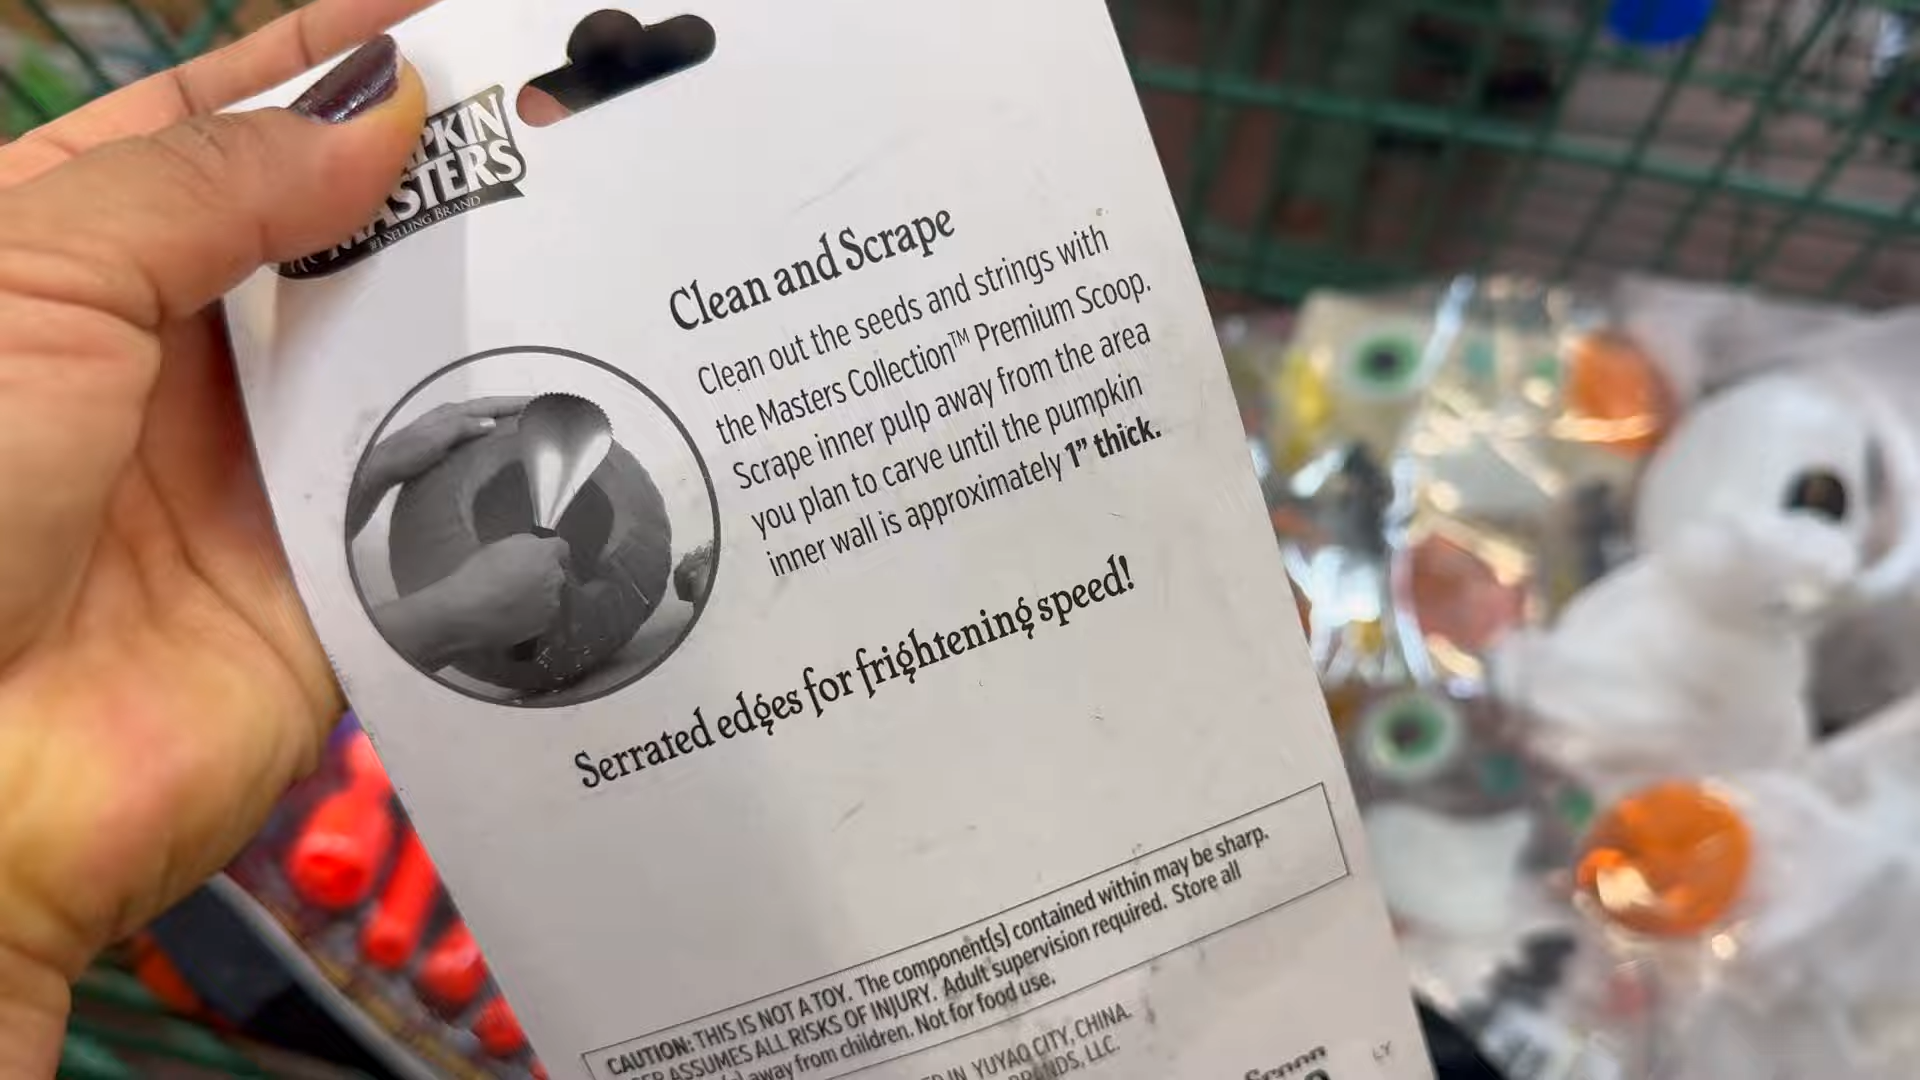 PKIN
MASTERS
#1 SELLING BRAND
Clean and Scrape
Clean out the seeds and strings with
the Masters Collection™ Premium Scoop.
Scrape inner pulp away from the area
you plan to carve until the pumpkin
inner wall is approximately 1” thick.
Serrated edges for frightening speed!
CAUTION: THIS IS NOT A TOY. The component(s) contained within may be sharp.
ASSUMES ALL RISKS OF INJURY. Adult supervision required. Store all
away from children. Not for food use.
IN YUYAO CITY, CHINA.
BRANDS, LLC.
Scoop